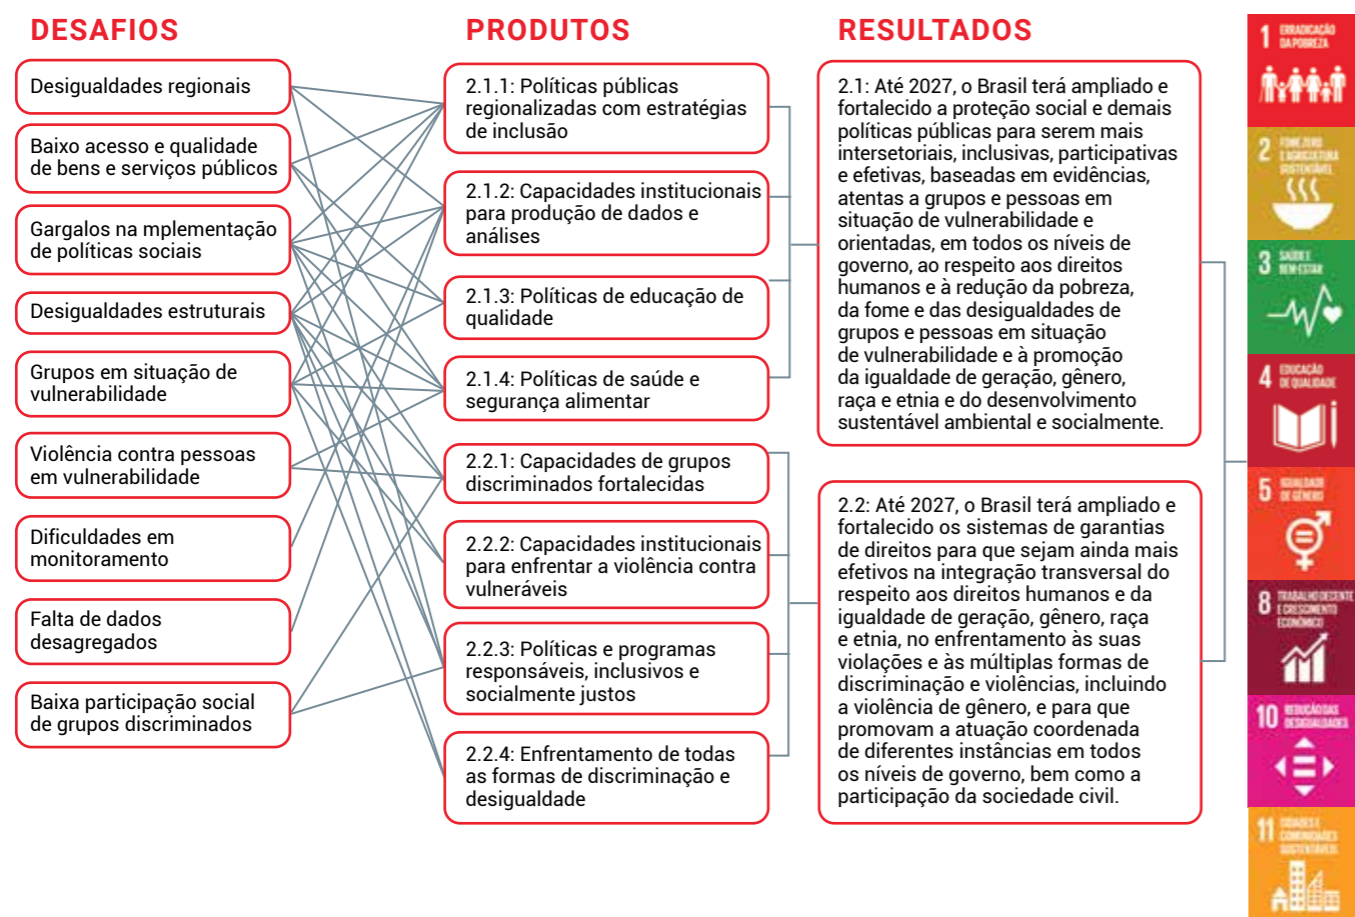 DESAFIOS
Desigualdades regionais
Baixo acesso e qualidade
de bens e serviços públicos
Gargalos na mplementação
de políticas sociais
Desigualdades estruturais
Grupos em situação de
vulnerabilidade
Violência contra pessoas
em vulnerabilidade
Dificuldades em
monitoramento
Falta de dados
desagregados
Baixa participação social
de grupos discriminados
PRODUTOS
2.1.1: Políticas públicas
regionalizadas com estratégias
de inclusão
2.1.2: Capacidades institucionais
para produção de dados e
análises
2.1.3: Políticas de educação de
qualidade
2.1.4: Políticas de saúde e
segurança alimentar
2.2.1: Capacidades de grupos
discriminados fortalecidas
2.2.2: Capacidades institucionais
para enfrentar a violência contra
vulneráveis
2.2.3: Políticas e programas
responsáveis, inclusivos e
socialmente justos
2.2.4: Enfrentamento de todas
as formas de discriminação e
desigualdade
RESULTADOS
2.1: Até 2027, o Brasil terá ampliado e
fortalecido a proteção social e demais
políticas públicas para serem mais
intersetoriais, inclusivas, participativas
e efetivas, baseadas em evidências,
atentas a grupos e pessoas em
situação de vulnerabilidade e
orientadas, em todos os níveis de
governo, ao respeito aos direitos
humanos e à redução da pobreza,
da fome e das desigualdades de
grupos e pessoas em situação
de vulnerabilidade e à promoção
da igualdade de geração, gênero,
raça e etnia e do desenvolvimento
sustentável ambiental e socialmente.
2.2: Até 2027, o Brasil terá ampliado e
fortalecido os sistemas de garantias
de direitos para que sejam ainda mais
efetivos na integração transversal do
respeito aos direitos humanos e da
igualdade de geração, gênero, raça
e etnia, no enfrentamento às suas
violações e às múltiplas formas de
discriminação e violências, incluindo
a violência de gênero, e para que
promovam a atuação coordenada
de diferentes instâncias em todos
os níveis de governo, bem como a
participação da sociedade civil.
1 ERRADICAÇÃO
DA POBREZA
2 FOME ZERO
E AGRICULTURA
SUSTENTÁVEL
3 SAÚDE E
BEM-ESTAR
4 EDUCAÇÃO
DE QUALIDADE
5 IGUALDADE
DE GÊNERO
8 TRABALHO DECENTE
E CRESCIMENTO
ECONÔMICO
10 REDUÇÃO DAS
DESIGUALDADES
11 CIDADES E
COMUNIDADES
SUSTENTÁVEIS